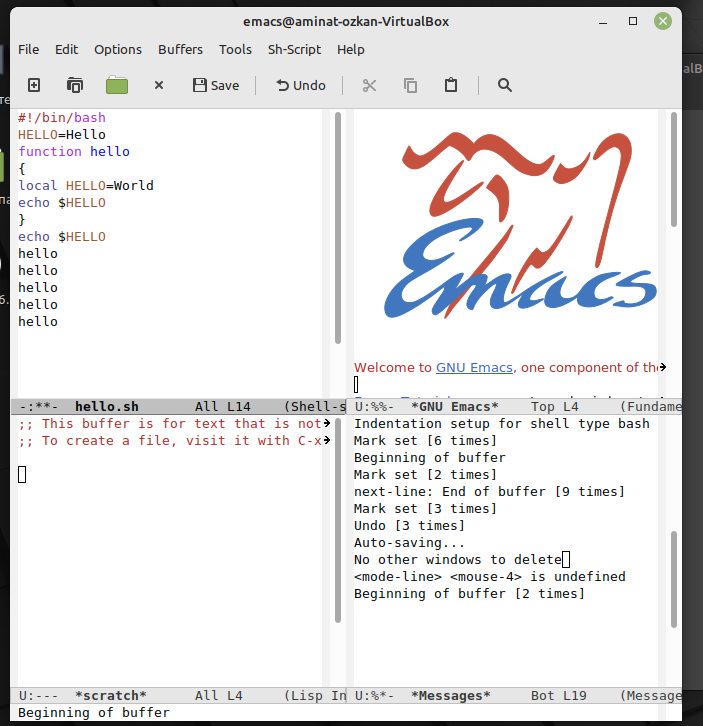 emacs@aminat-ozkan-VirtualBox
File Edit Options Buffers Tools Sh-Script Help
Save Undo
#!/bin/bash
HELLO=Hello
function hello
{
local HELLO=World
echo $HELLO
}
echo $HELLO
hello
hello
hello
hello
hello
-:**- hello.sh All L14 (Shell-s
Emacs
Welcome to GNU Emacs, one component of the
U:%%- *GNU Emacs* Top L4 (Fundame
;; This buffer is for text that is not
;; To create a file, visit it with C-x
U:--- *scratch* All L4 (Lisp In
Indentation setup for shell type bash
Mark set [6 times]
Beginning of buffer
Mark set [2 times]
next-line: End of buffer [9 times]
Mark set [3 times]
Undo [3 times]
Auto-saving...
No other windows to delete
<mode-line> <mouse-4> is undefined
Beginning of buffer [2 times]
U:%*- *Messages* Bot L19 (Message
Beginning of buffer